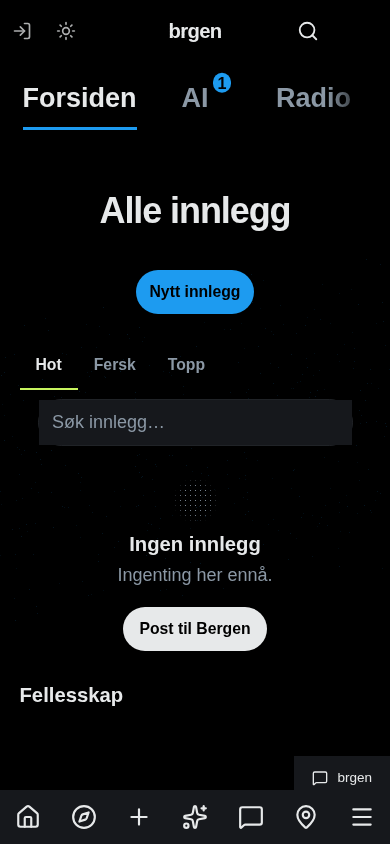 brgen
Forsiden AI 1 Radio
Alle innlegg
Nytt innlegg
Hot Fersk Topp
Søk innlegg…
Ingen innlegg
Ingenting her ennå.
Post til Bergen
Fellesskap
brgen